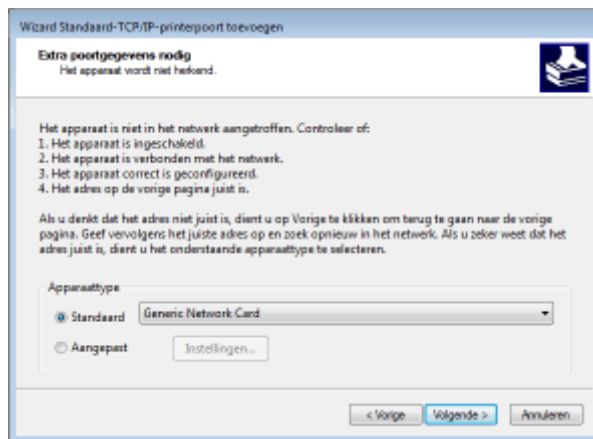 Wizard Standaard-TCP/IP-printerpoort toevoegen
Extra poortgegevens nodig
Het apparaat wordt niet herkend.
Het apparaat is niet in het netwerk aangetroffen. Controleer of:
1. Het apparaat is ingeschakeld.
2. Het apparaat is verbonden met het netwerk.
3. Het apparaat correct is geconfigureerd.
4. Het adres op de vorige pagina juist is.
Als u denkt dat het adres niet juist is, dient u op Vorige te klikken om terug te gaan naar de vorige
pagina. Geef vervolgens het juiste adres op en zoek opnieuw in het netwerk. Als u zeker weet dat het
adres juist is, dient u het onderstaande apparaattype te selecteren.
Apparaattype
Standaard Generic Network Card
Aangepast Instellingen...
< Vorige Volgende > Annuleren